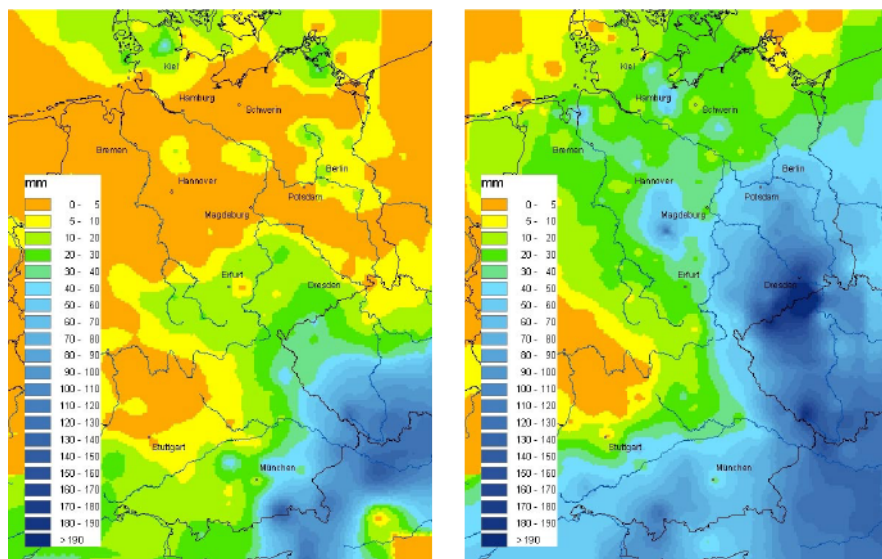 Kiel
Hamburg
Schwerin
Bremen
Berlin
Hannover
Potsdam
Magdeburg
Erfurt
Dresden
Stuttgart
München
mm
0 - 5
5 - 10
10 - 20
20 - 30
30 - 40
40 - 50
50 - 60
60 - 70
70 - 80
80 - 90
90 - 100
100 - 110
110 - 120
120 - 130
130 - 140
140 - 150
150 - 160
160 - 170
170 - 180
180 - 190
>190
Kiel
Hamburg
Schwerin
Bremen
Berlin
Hannover
Potsdam
Magdeburg
Erfurt
Dresden
Stuttgart
München
mm
0 - 5
5 - 10
10 - 20
20 - 30
30 - 40
40 - 50
50 - 60
60 - 70
70 - 80
80 - 90
90 - 100
100 - 110
110 - 120
130 - 140
120 - 130
140 - 150
150 - 160
160 - 170
170 - 180
180 - 190
>190